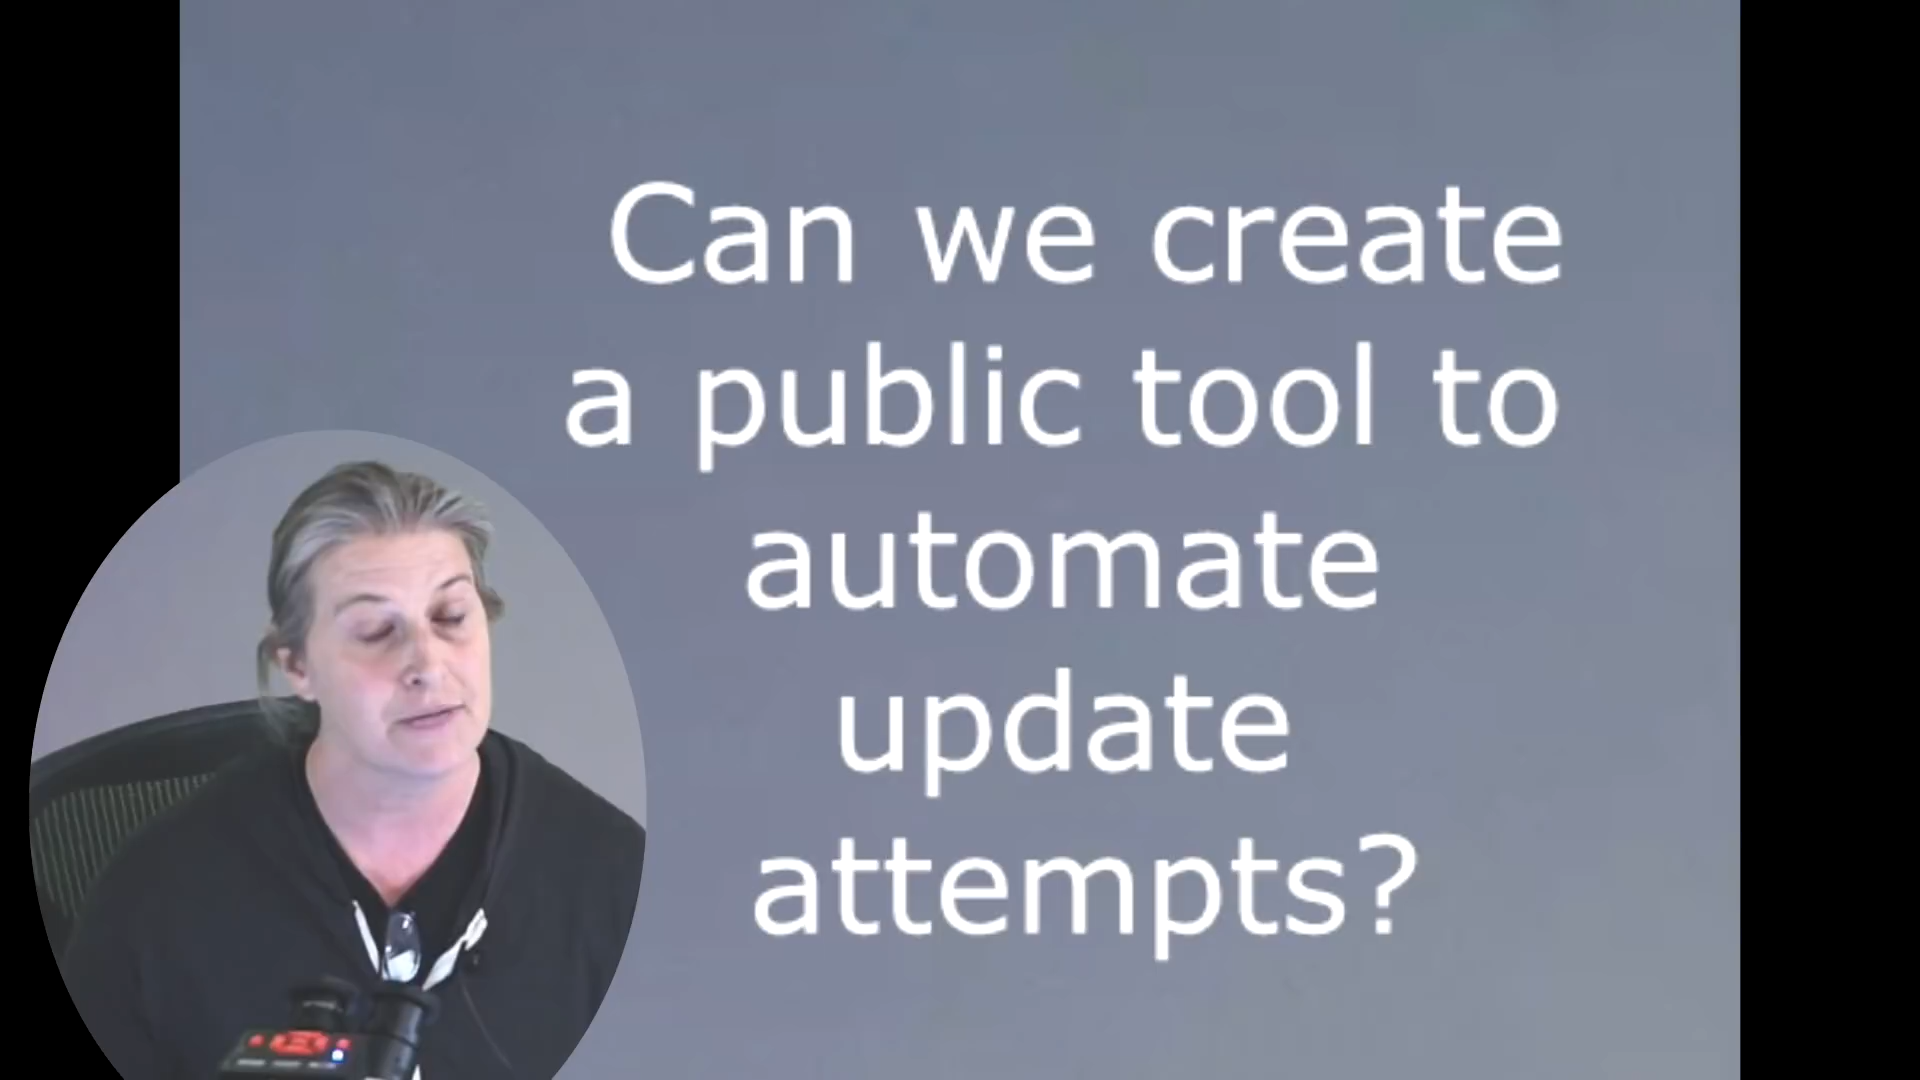 Can we create
a public tool to
automate
update
attempts?